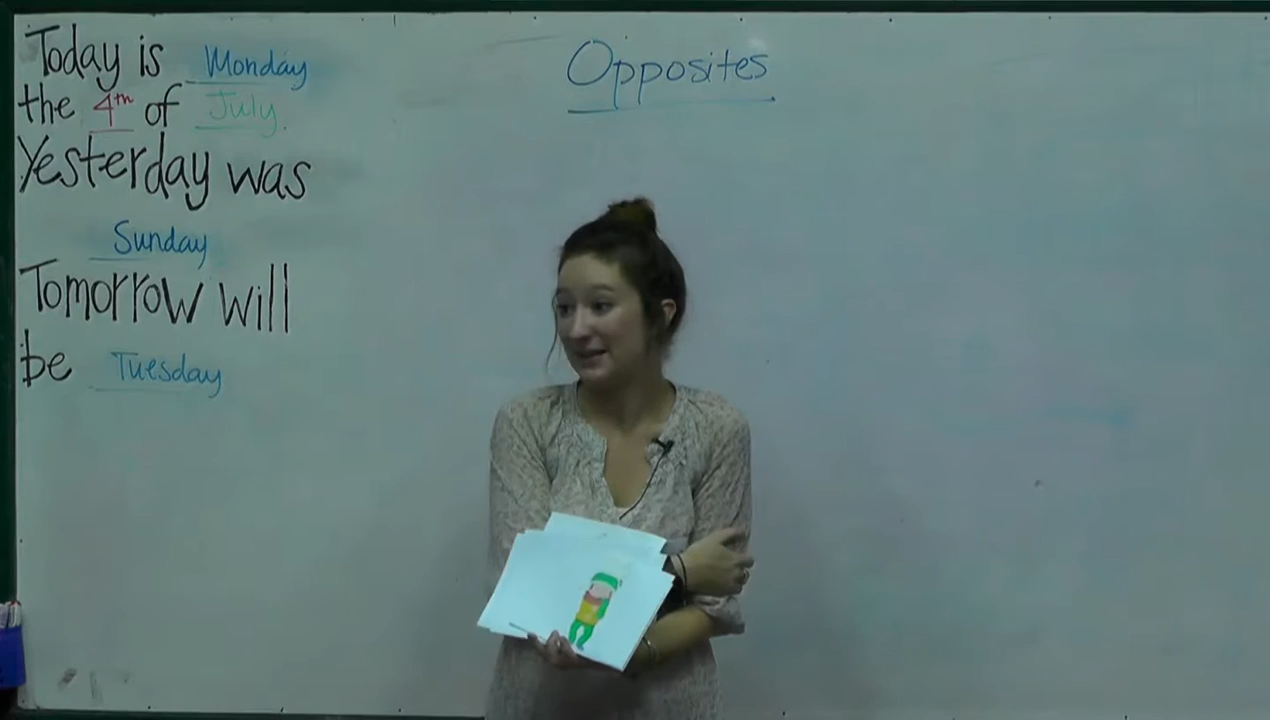 Today is Monday
the 4th of July.
Yesterday was
Sunday
Tomorrow will
be Tuesday
Opposites